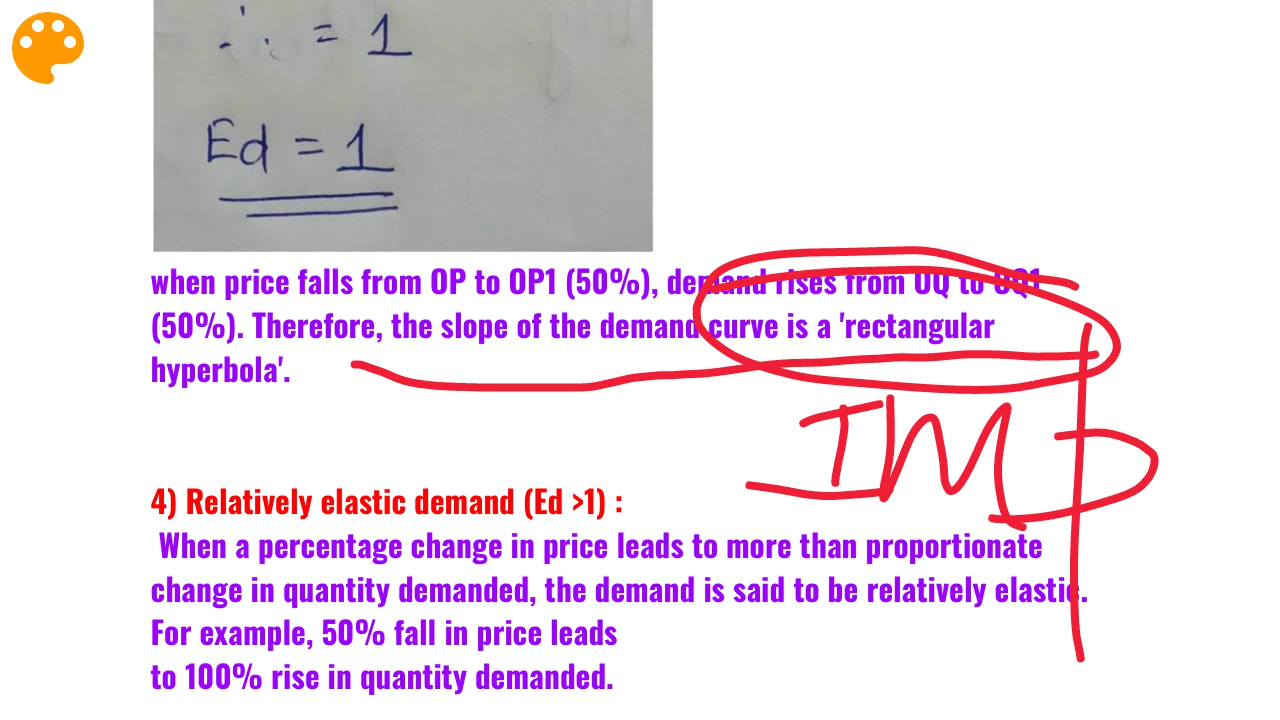 ∴ = 1
Ed = 1
when price falls from OP to OP1 (50%), demand rises from OQ to OQ1
(50%). Therefore, the slope of the demand curve is a 'rectangular
hyperbola'.
IMP
4) Relatively elastic demand (Ed >1) :
When a percentage change in price leads to more than proportionate
change in quantity demanded, the demand is said to be relatively elastic.
For example, 50% fall in price leads
to 100% rise in quantity demanded.